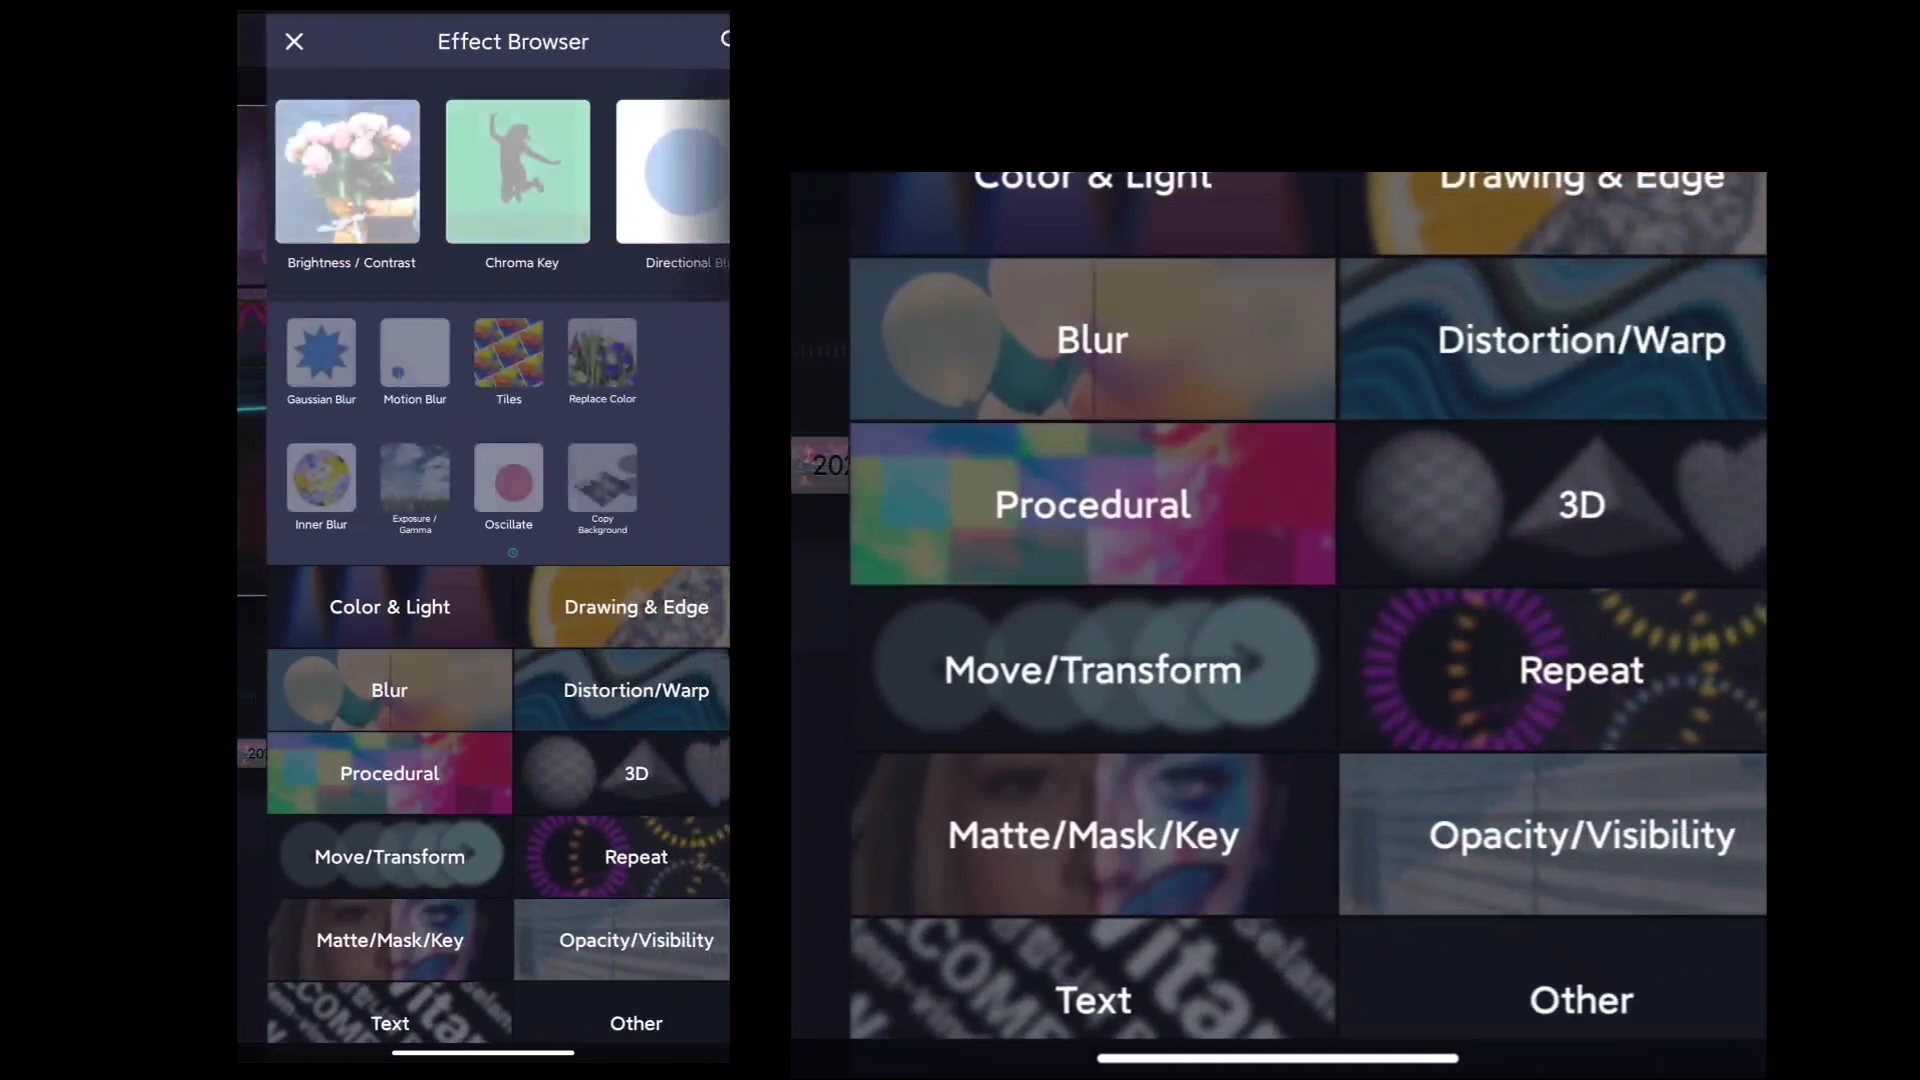 Effect Browser
Brightness / Contrast
Chroma Key
Directional
Gaussian Blur
Motion Blur
Tiles
Replace Color
Inner Blur
Exposure /
Gamma
Oscillate
Copy
Background
Color & Light
Drawing & Edge
Blur
Distortion/Warp
Procedural
3D
Move/Transform
Repeat
Matte/Mask/Key
Opacity/Visibility
Text
Other
Color & Light
Drawing & Edge
Blur
Distortion/Warp
Procedural
3D
Move/Transform
Repeat
Matte/Mask/Key
Opacity/Visibility
Text
Other